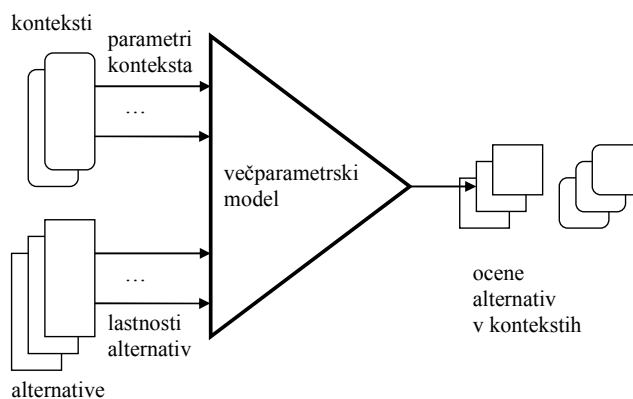 konteksti
parametri
konteksta
…
večparametrski
model
…
lastnosti
alternativ
alternative
ocene
alternativ
v kontekstih